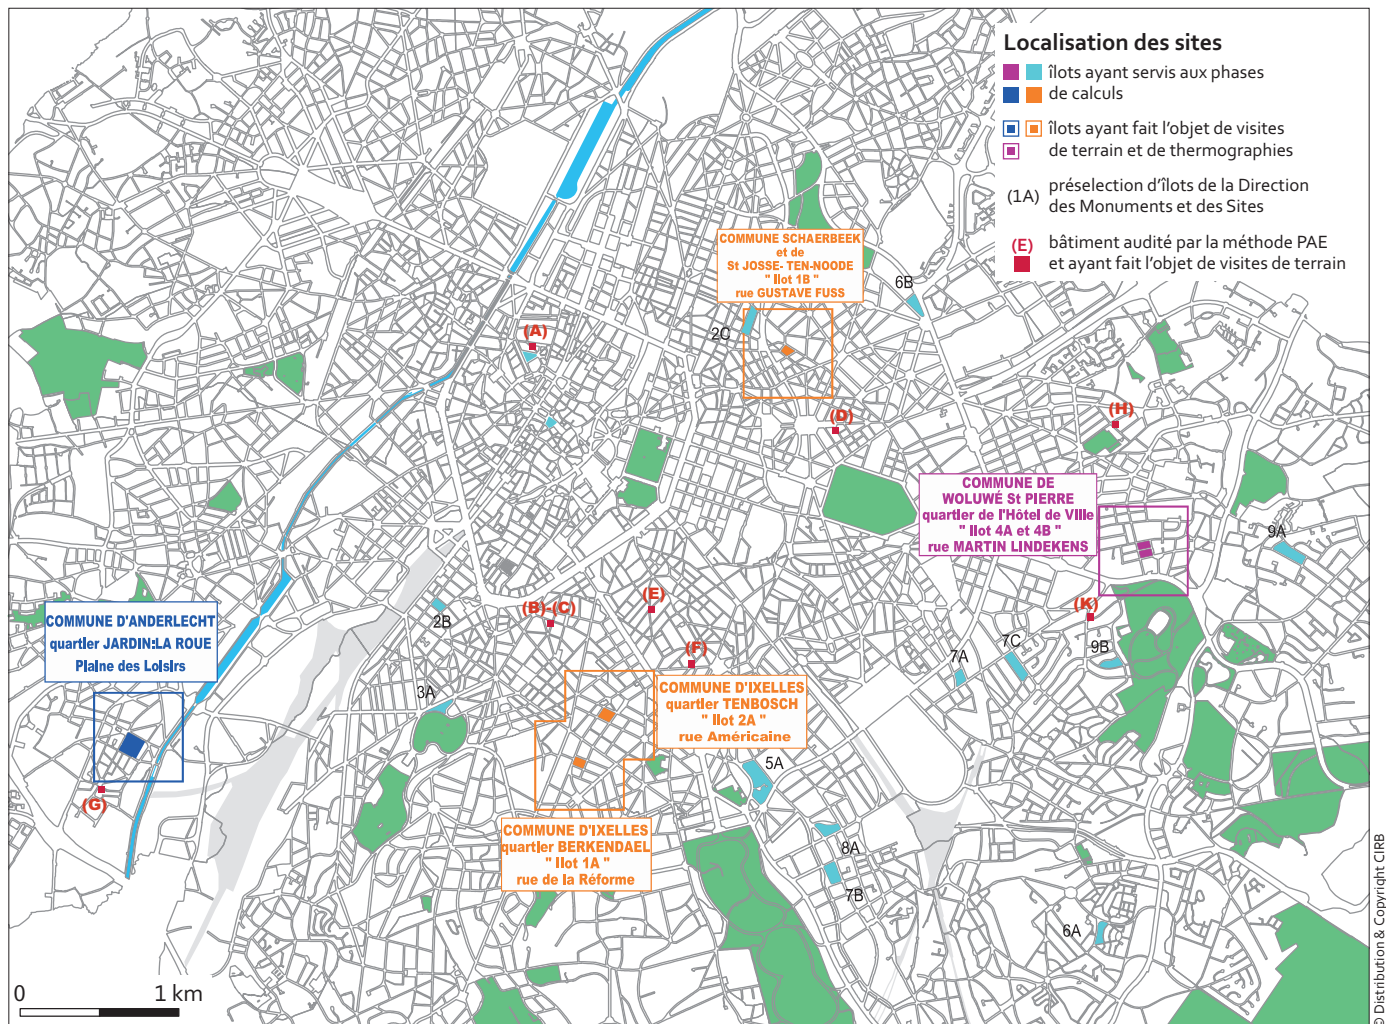 Localisation des sites
îlots ayant servis aux phases
de calculs
îlots ayant fait l'objet de visites
de terrain et de thermographies
(1A)
préselection d'îlots de la Direction
des Monuments et des Sites
(E)
bâtiment audité par la méthode PAE
et ayant fait l'objet de visites de terrain
COMMUNE SCHAERBEEK
et de
St JOSSE- TEN-NOODE
" Ilot 1B "
rue GUSTAVE FUSS
6B
2C
(A)
(D)
(H)
COMMUNE DE
WOLUWÉ St PIERRE
quartier de l'Hôtel de Ville
" Ilot 4A et 4B "
rue MARTIN LINDEKENS
9A
(E)
(B)-(C)
(K)
2B
COMMUNE D'ANDERLECHT
quartier JARDIN:LA ROUE
Plaine des Loisirs
(F)
7A
7C
9B
3A
COMMUNE D'IXELLES
quartier TENBOSCH
" Ilot 2A "
rue Américaine
5A
(G)
COMMUNE D'IXELLES
quartier BERKENDAEL
" Ilot 1A "
rue de la Réforme
8A
7B
6A
0
1 km
© Distribution & Copyright CIRB